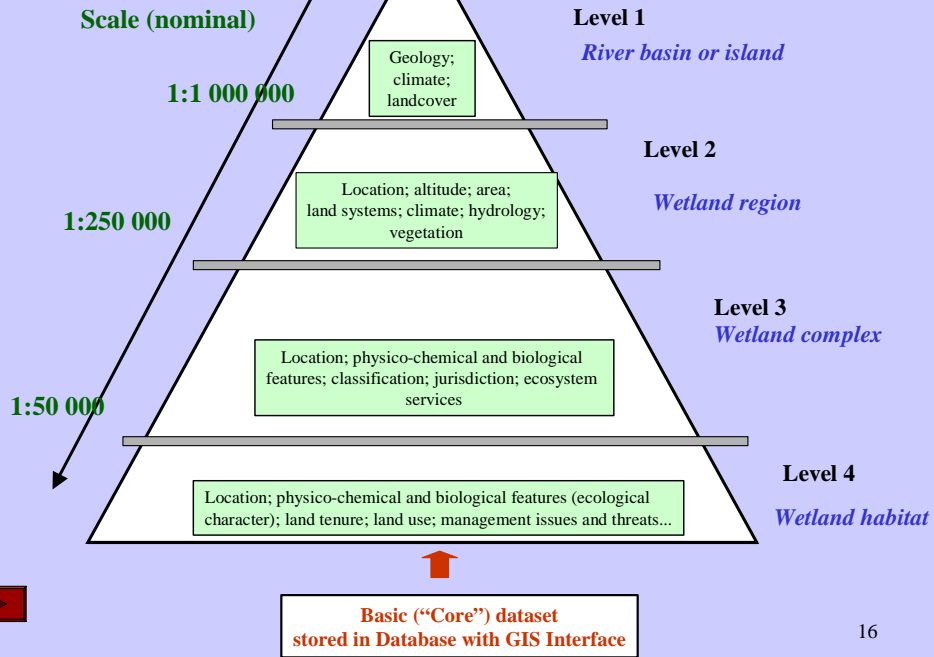 Scale (nominal)
Level 1
River basin or island
Geology;
climate;
landcover
1:1 000 000
Level 2
Wetland region
Location; altitude; area;
land systems; climate; hydrology;
vegetation
1:250 000
Level 3
Wetland complex
Location; physico-chemical and biological
features; classification; jurisdiction; ecosystem
services
1:50 000
Level 4
Wetland habitat
Location; physico-chemical and biological features (ecological
character); land tenure; land use; management issues and threats...
>
Basic (“Core”) dataset
stored in Database with GIS Interface
16